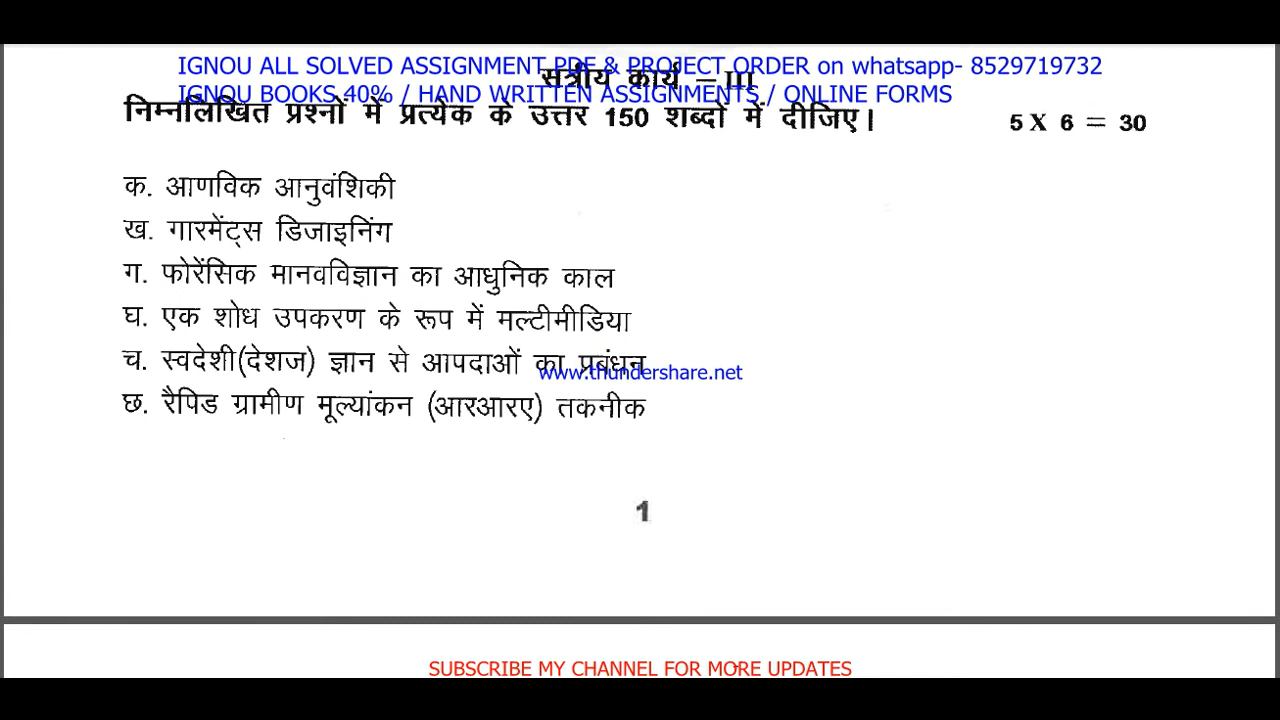 IGNOU ALL SOLVED ASSIGNMENT PDF & PROJECT ORDER on whatsapp- 8529719732
सत्रीय कार्य – III
IGNOU BOOKS 40% / HAND WRITTEN ASSIGNMENTS / ONLINE FORMS
निम्नलिखित प्रश्नों में प्रत्येक के उत्तर 150 शब्दों में दीजिए। 5 X 6 = 30
क. आणविक आनुवंशिकी
ख. गारमेंट्स डिजाइनिंग
ग. फोरेंसिक मानवविज्ञान का आधुनिक काल
घ. एक शोध उपकरण के रूप में मल्टीमीडिया
च. स्वदेशी(देशज) ज्ञान से आपदाओं का प्रबंधन
www.thundershare.net
छ. रैपिड ग्रामीण मूल्यांकन (आरआरए) तकनीक
1
SUBSCRIBE MY CHANNEL FOR MORE UPDATES